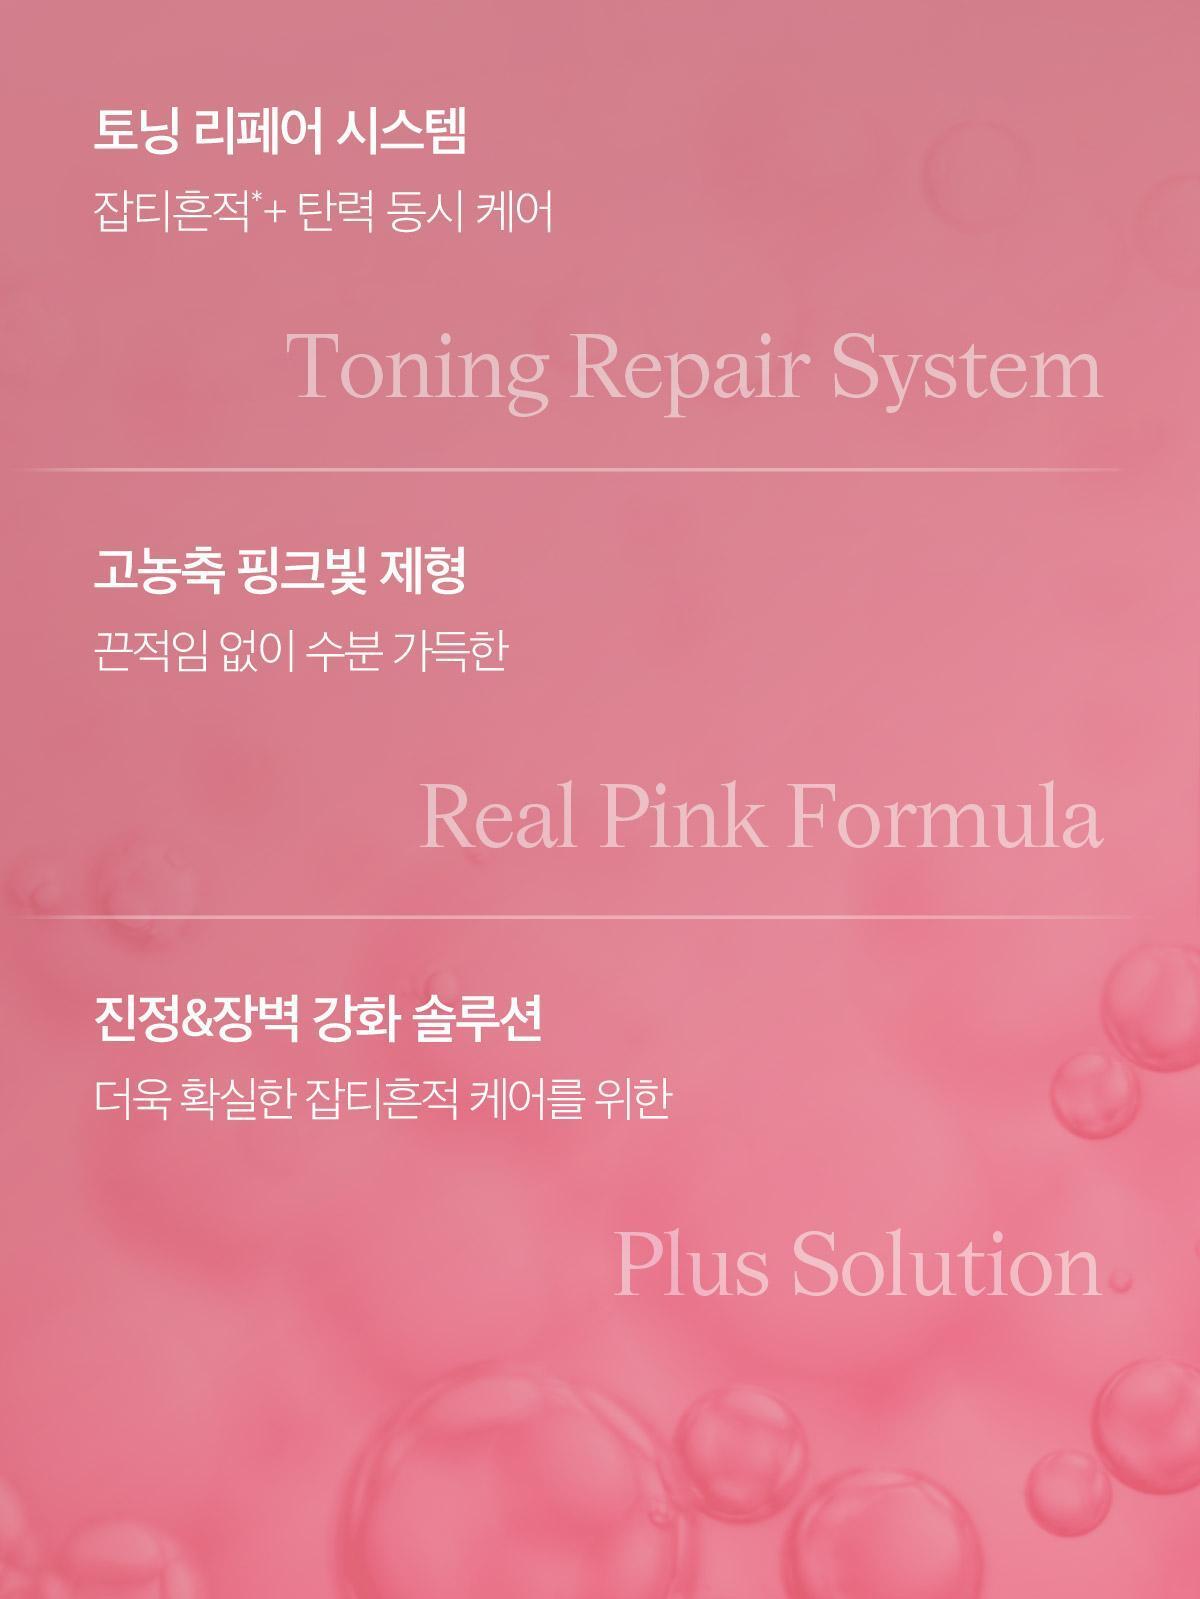 토닝 리페어 시스템
잡티흔적*+ 탄력 동시 케어
Toning Repair System
고농축 핑크빛 제형
끈적임 없이 수분 가득한
Real Pink Formula
진정&장벽 강화 솔루션
더욱 확실한 잡티흔적 케어를 위한
Plus Solution